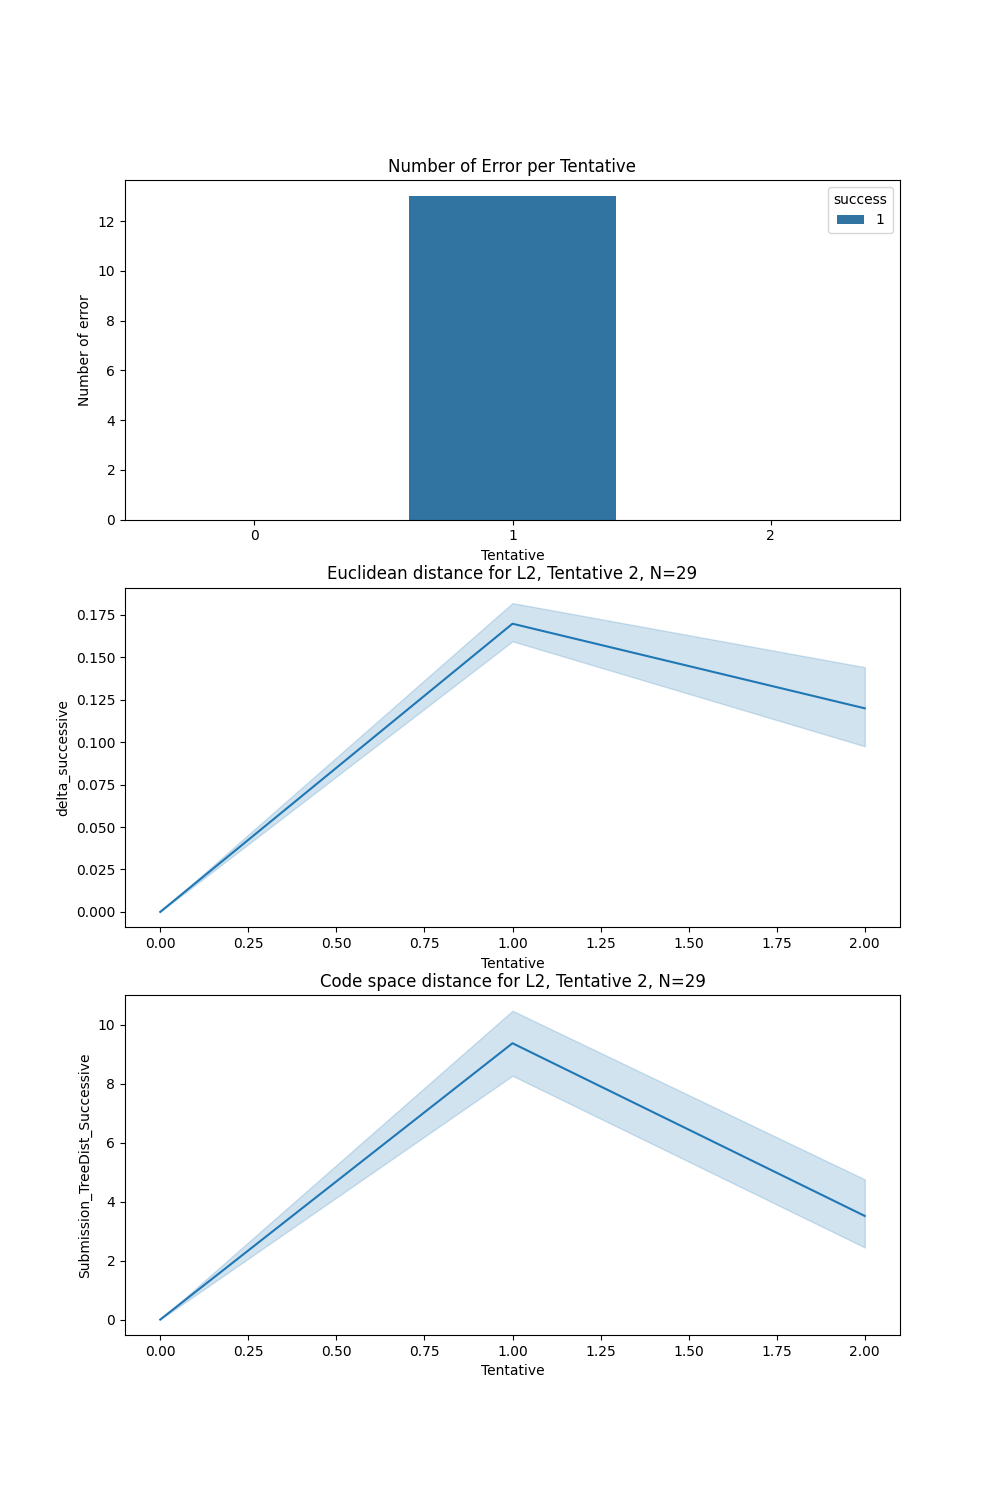 Number of Error per Tentative
success
1
12
10
8
6
4
2
0
Number of error
0 1 2
Tentative
Euclidean distance for L2, Tentative 2, N=29
0.175
0.150
0.125
0.100
0.075
0.050
0.025
0.000
delta_successive
0.00 0.25 0.50 0.75 1.00 1.25 1.50 1.75 2.00
Tentative
Code space distance for L2, Tentative 2, N=29
10
8
6
4
2
0
Submission_TreeDist_Successive
0.00 0.25 0.50 0.75 1.00 1.25 1.50 1.75 2.00
Tentative